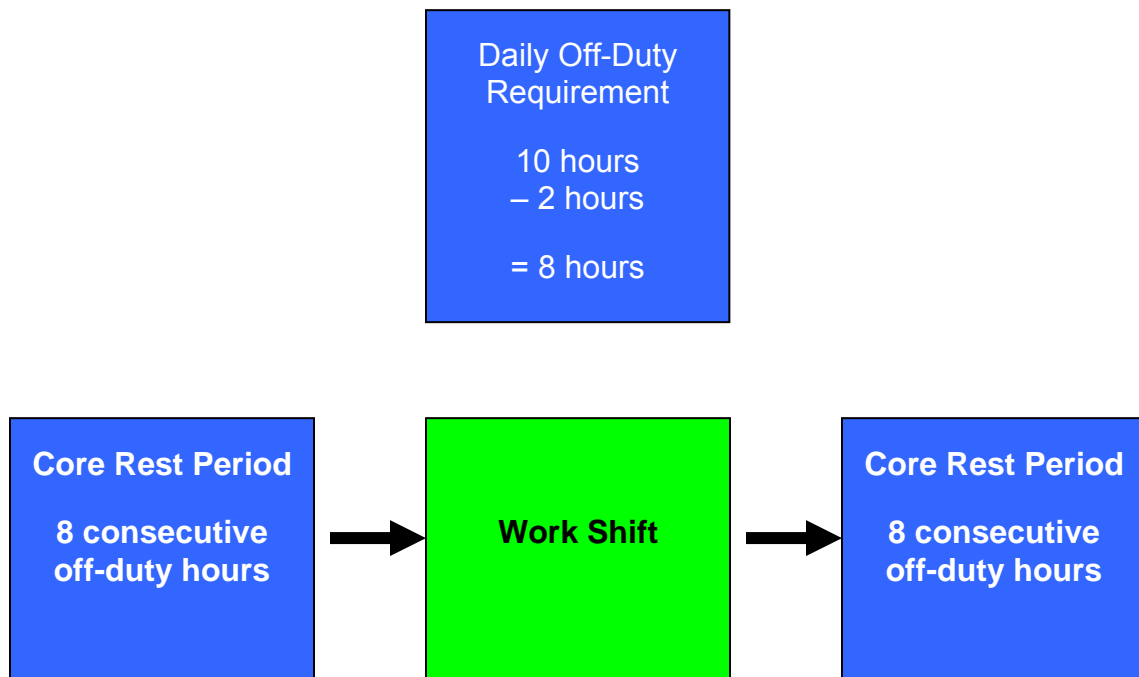 Daily Off-Duty
Requirement
10 hours
– 2 hours
= 8 hours
Core Rest Period
8 consecutive
off-duty hours
Work Shift
Core Rest Period
8 consecutive
off-duty hours